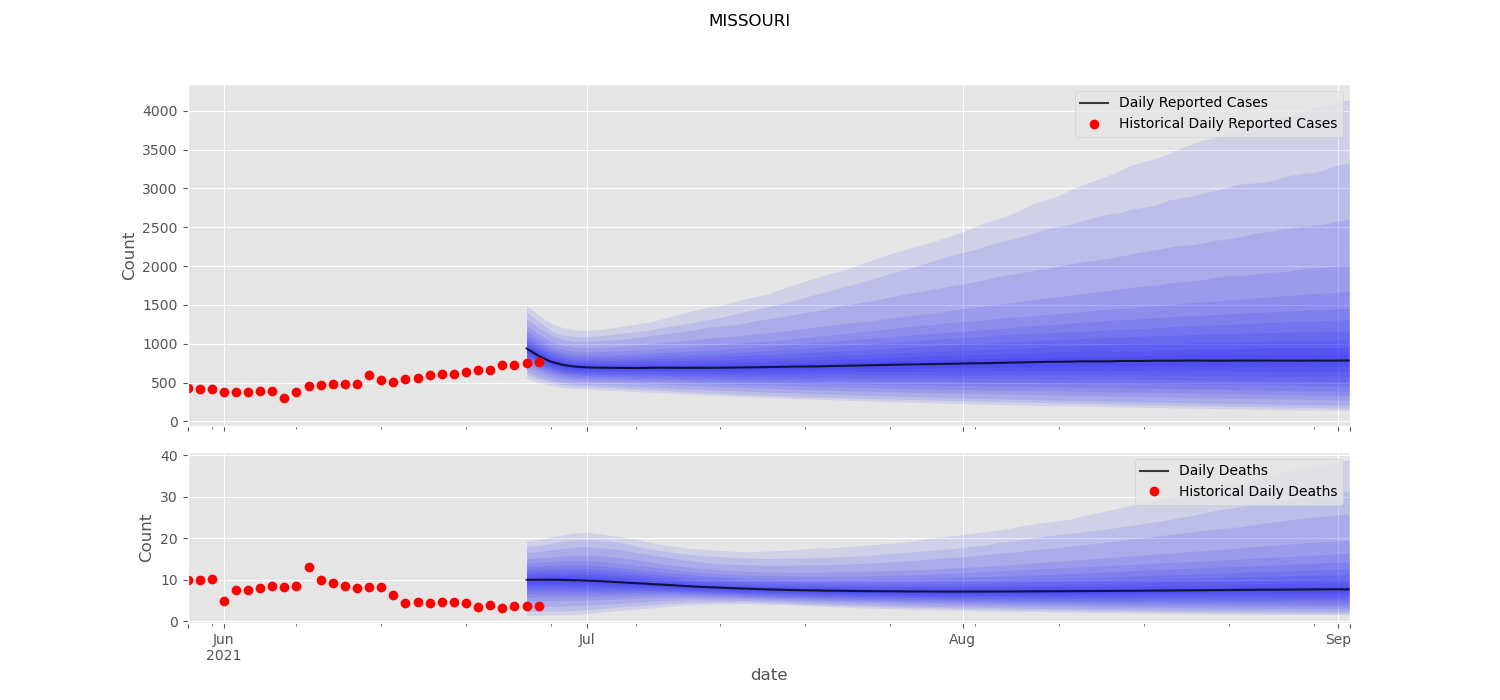 MISSOURI
4000
3500
3000
2500
2000
1500
1000
500
0
Count
Daily Reported Cases
Historical Daily Reported Cases
40
30
20
10
0
Count
Daily Deaths
Historical Daily Deaths
Jun
2021
Jul
Aug
Sep
date